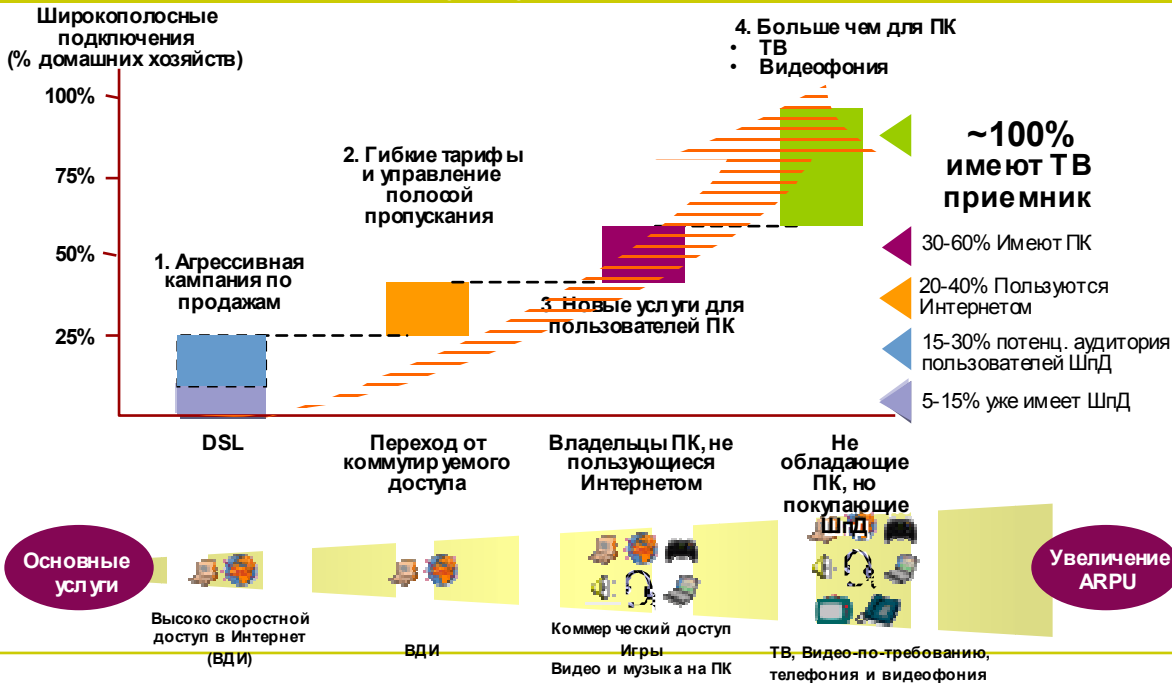 Широкополосные
подключения
(% домашних хозяйств)
100%
75%
50%
25%
1. Агрессивная
кампания по
продажам
2. Гибкие тарифы
и управление
полосой
пропускания
3. Новые услуги для
пользователей ПК
4. Больше чем для ПК
• ТВ
• Видеофония
~100%
имеют ТВ
приемник
30-60% Имеют ПК
20-40% Пользуются
Интернетом
15-30% потенц. аудитория
пользователей ШпД
5-15% уже имеет ШпД
DSL
Переход от
коммутируемого
доступа
Владельцы ПК, не
пользующиеся
Интернетом
Не
обладающие
ПК, но
покупающие
ШпД
Основные
услуги
Высоко скоростной
доступ в Интернет
(ВДИ)
ВДИ
Коммерческий доступ
Игры
Видео и музыка на ПК
ТВ, Видео-по-требованию,
телефония и видеофония
Увеличение
ARPU